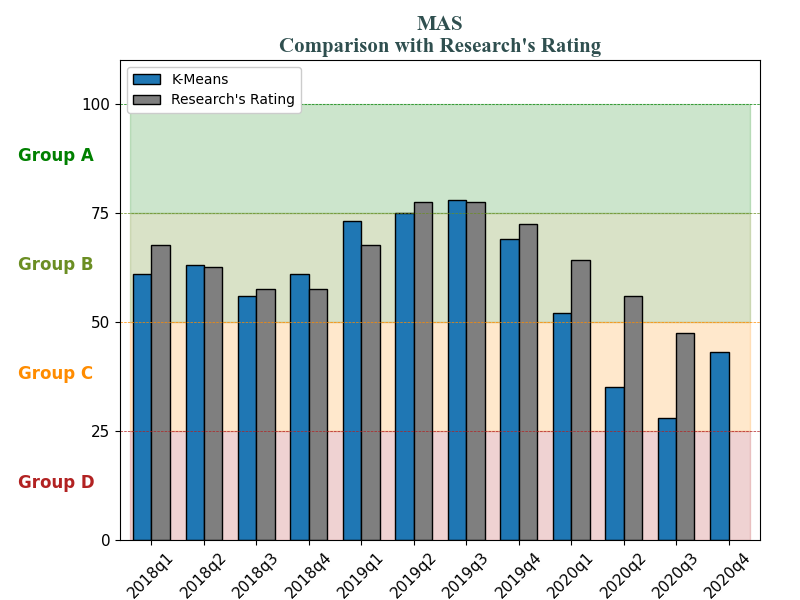 MAS
Comparison with Research's Rating
K-Means
Research's Rating
100
Group A
75
Group B
50
Group C
25
Group D
0
2018q1
2018q2
2018q3
2018q4
2019q1
2019q2
2019q3
2019q4
2020q1
2020q2
2020q3
2020q4